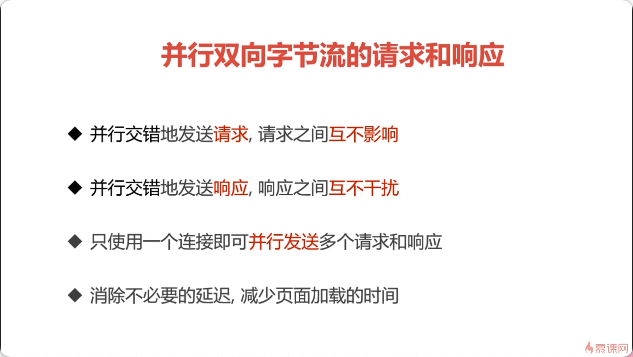 并行双向字节流的请求和响应
◆ 并行交错地发送请求, 请求之间互不影响
◆ 并行交错地发送响应, 响应之间互不干扰
◆ 只使用一个连接即可并行发送多个请求和响应
◆ 消除不必要的延迟, 减少页面加载的时间
慕课网